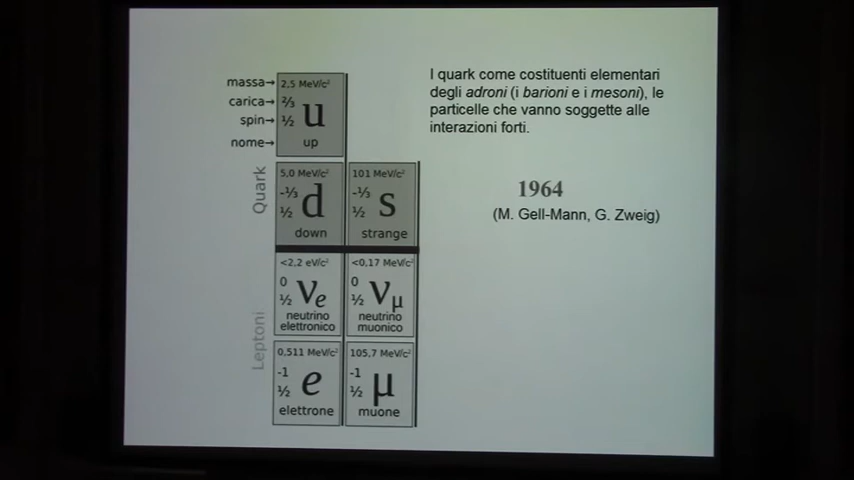 massa→ 2,5 MeV/c²
carica→ ⅔
spin→ ½ u
nome→ up
Quark
5,0 MeV/c² 101 MeV/c²
-⅓ d -⅓ s
½ ½
down strange
Leptoni
<2,2 eV/c² <0,17 MeV/c²
0 νe 0 νμ
½ ½
neutrino neutrino
elettronico muonico
0,511 MeV/c² 105,7 MeV/c²
-1 e -1 μ
½ ½
elettrone muone
I quark come costituenti elementari
degli adroni (i barioni e i mesoni), le
particelle che vanno soggette alle
interazioni forti.
1964
(M. Gell-Mann, G. Zweig)